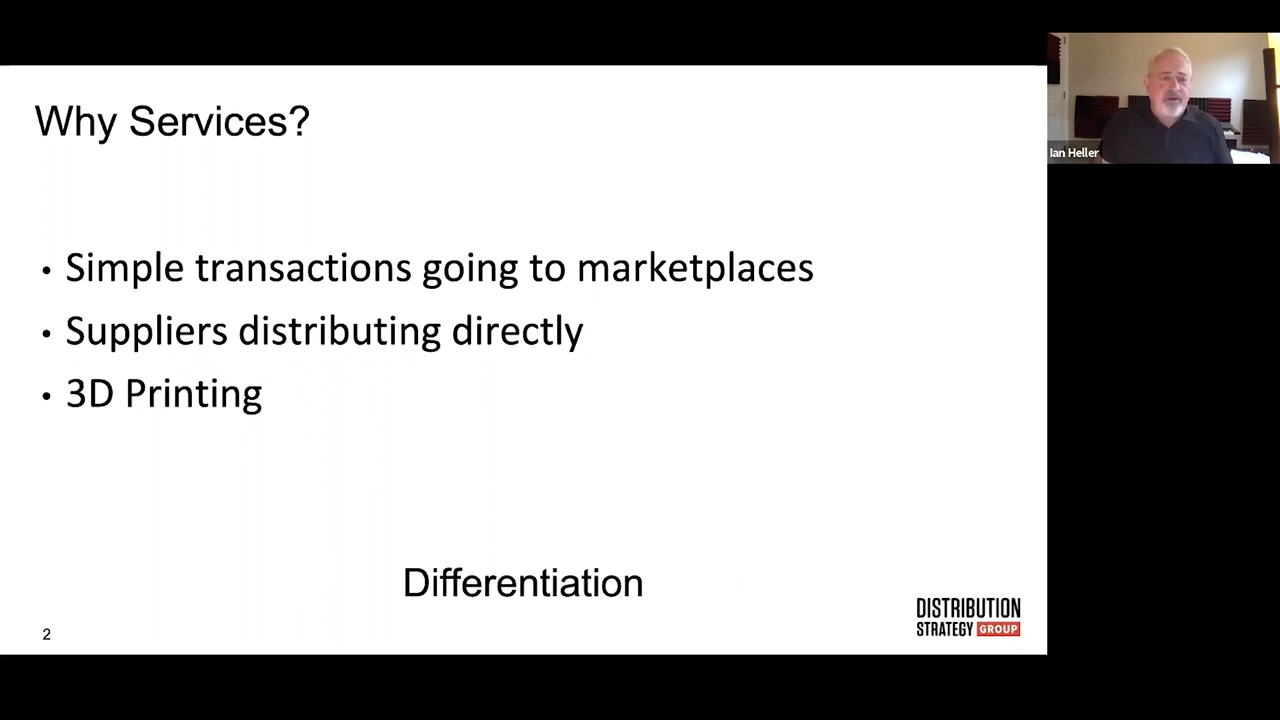 Why Services?
• Simple transactions going to marketplaces
• Suppliers distributing directly
• 3D Printing
Differentiation
2
DISTRIBUTION
STRATEGY GROUP
Ian Heller